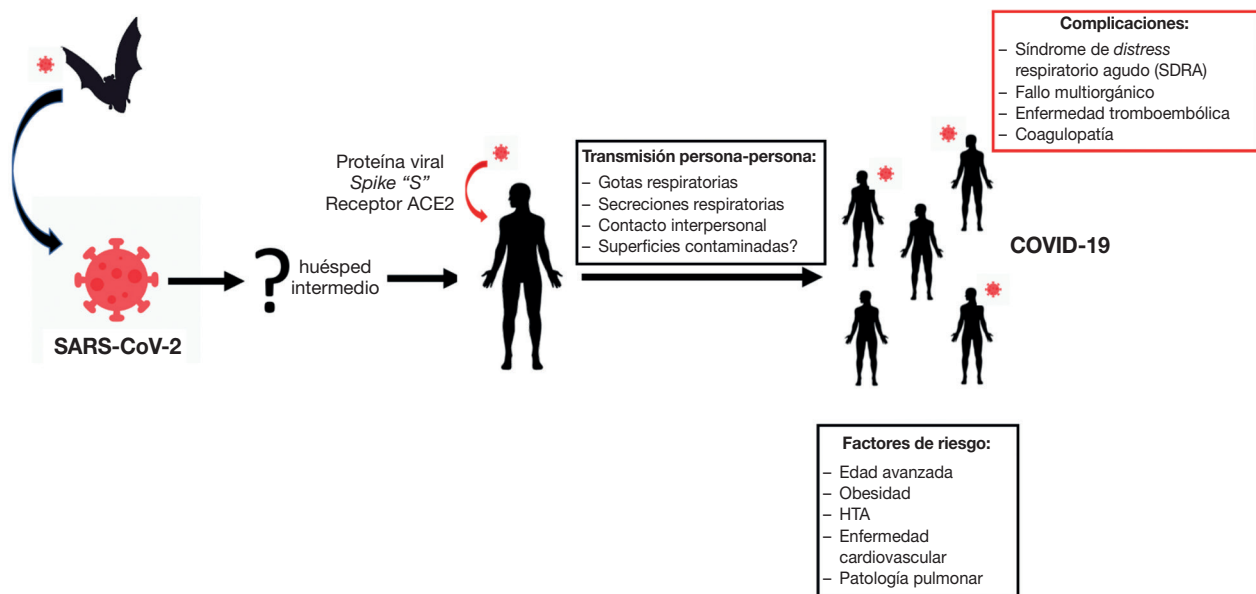 SARS-CoV-2
?
huésped
intermedio
Proteína viral
Spike “S”
Receptor ACE2
Transmisión persona-persona:
– Gotas respiratorias
– Secreciones respiratorias
– Contacto interpersonal
– Superficies contaminadas?
COVID-19
Complicaciones:
– Síndrome de distress
respiratorio agudo (SDRA)
– Fallo multiorgánico
– Enfermedad tromboembólica
– Coagulopatía
Factores de riesgo:
– Edad avanzada
– Obesidad
– HTA
– Enfermedad
cardiovascular
– Patología pulmonar